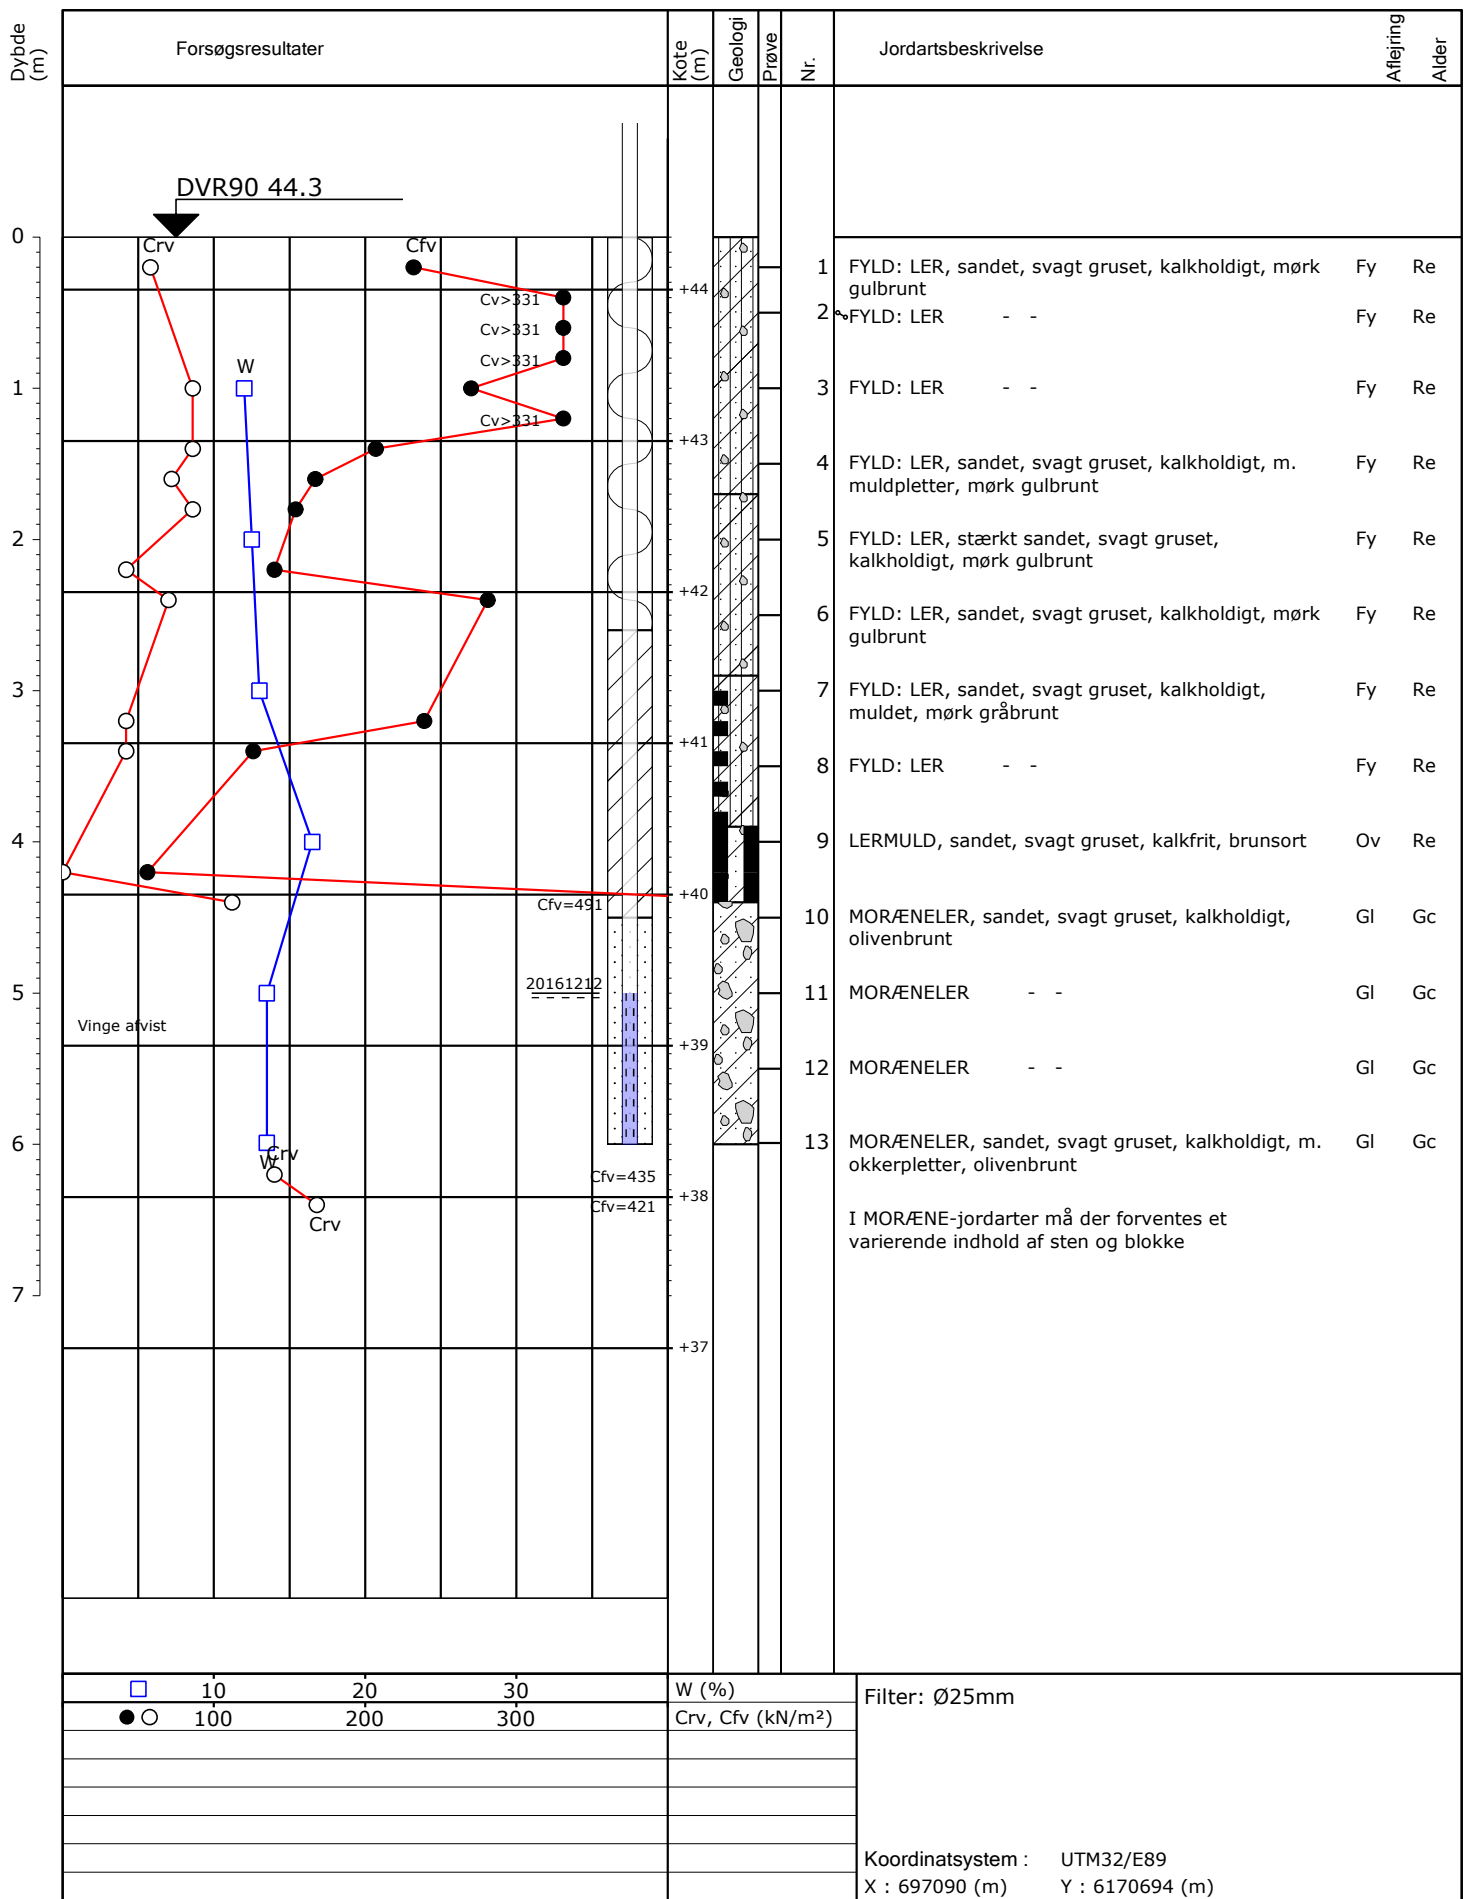 Dybde
(m)
Forsøgsresultater
Kote
(m)
Geologi
Prøve
Nr.
Jordartsbeskrivelse
Aflejring
Alder
DVR90 44.3
0
Crv
Cfv
1 FYLD: LER, sandet, svagt gruset, kalkholdigt, mørk Fy Re
gulbrunt
+44
Cv>331
2 FYLD: LER - - Fy Re
Cv>331
Cv>331
W
1
3 FYLD: LER - - Fy Re
Cv>331
+43
4 FYLD: LER, sandet, svagt gruset, kalkholdigt, m. Fy Re
muldpletter, mørk gulbrunt
2
5 FYLD: LER, stærkt sandet, svagt gruset, Fy Re
kalkholdigt, mørk gulbrunt
+42
6 FYLD: LER, sandet, svagt gruset, kalkholdigt, mørk Fy Re
gulbrunt
3
7 FYLD: LER, sandet, svagt gruset, kalkholdigt, Fy Re
muldet, mørk gråbrunt
+41
8 FYLD: LER - - Fy Re
4
9 LERMULD, sandet, svagt gruset, kalkfrit, brunsort Ov Re
+40
Cfv=491
10 MORÆNELER, sandet, svagt gruset, kalkholdigt, Gl Gc
olivenbrunt
20161212
5
11 MORÆNELER - - Gl Gc
Vinge afvist
+39
12 MORÆNELER - - Gl Gc
6
13 MORÆNELER, sandet, svagt gruset, kalkholdigt, m. Gl Gc
okkerpletter, olivenbrunt
W
Crv
Cfv=435
+38
Cfv=421
Crv
I MORÆNE-jordarter må der forventes et
varierende indhold af sten og blokke
7
+37
10 20 30 W (%)
100 200 300 Crv, Cfv (kN/m²)
Filter: Ø25mm
Koordinatsystem : UTM32/E89
X : 697090 (m) Y : 6170694 (m)